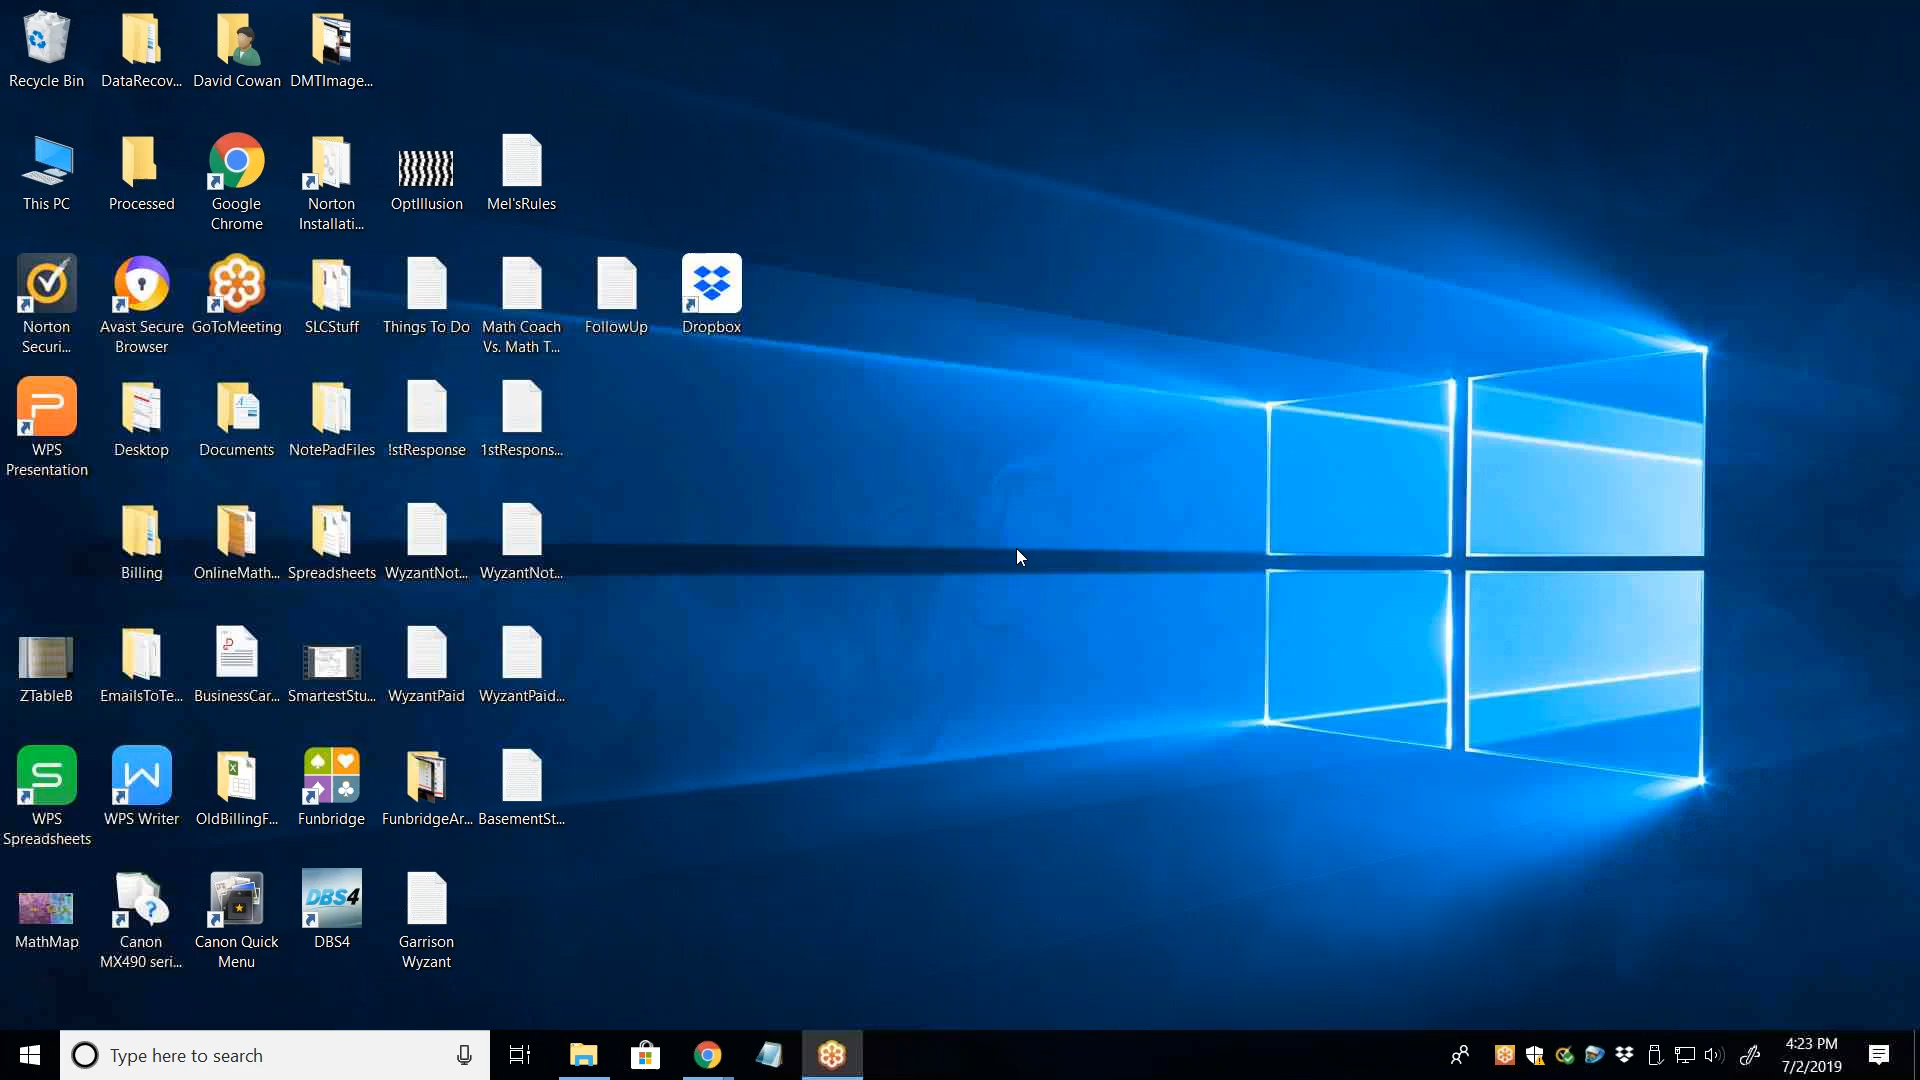 Recycle Bin
DataRecov...
David Cowan
DMTImage...
This PC
Processed
Google
Chrome
Norton
Installati...
OptIllusion
Mel'sRules
Norton
Securi...
Avast Secure
Browser
GoToMeeting
SLCStuff
Things To Do
Math Coach
Vs. Math T...
FollowUp
Dropbox
WPS
Presentation
Desktop
Documents
NotePadFiles
!stResponse
1stRespons...
Billing
OnlineMath...
Spreadsheets
WyzantNot...
WyzantNot...
ZTableB
EmailsToTe...
BusinessCar...
SmartestStu...
WyzantPaid
WyzantPaid...
WPS
Spreadsheets
WPS Writer
OldBillingF...
Funbridge
FunbridgeAr...
BasementSt...
MathMap
Canon
MX490 seri...
Canon Quick
Menu
DBS4
DBS4
Garrison
Wyzant
Type here to search
4:23 PM
7/2/2019